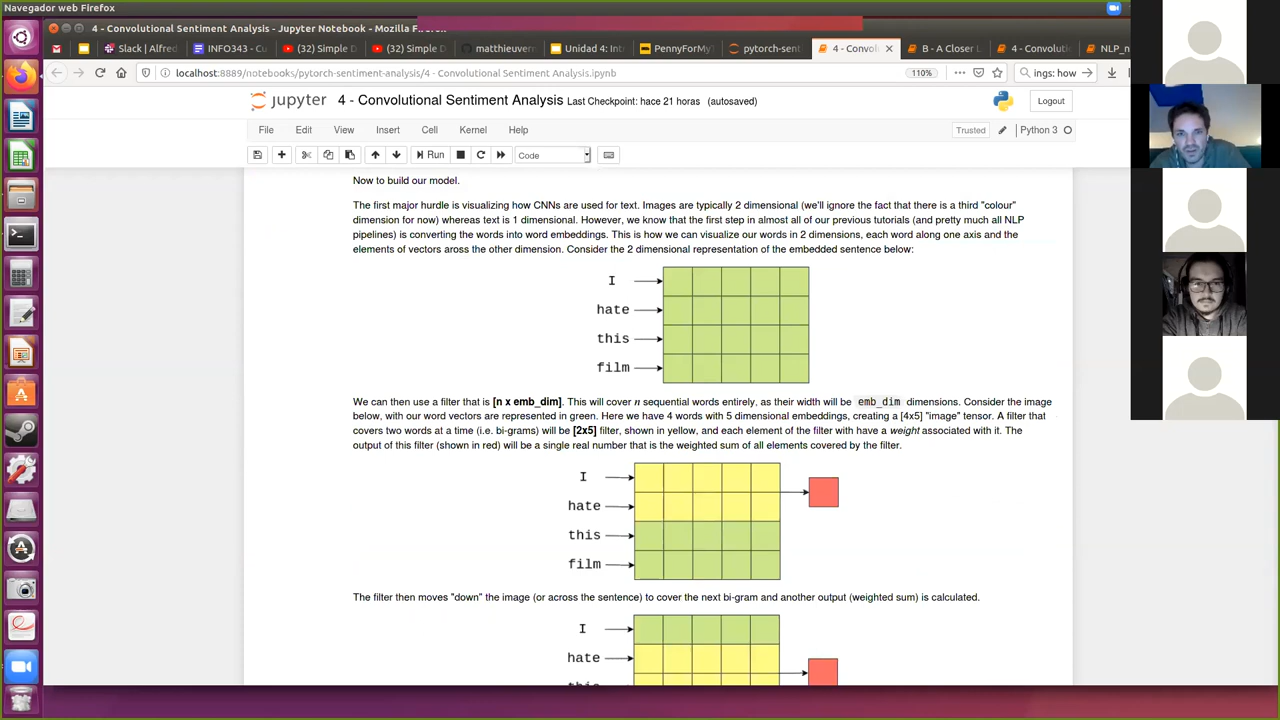 Navegador web Firefox
4 - Convolutional Sentiment Analysis - Jupyter Notebook - Mozilla Firefox
Slack | Alfred
INFO343 - Cu
(32) Simple D
(32) Simple D
matthieuverr
Unidad 4: Int
PennyForMyT
pytorch-senti
4 - Convol
B - A Closer L
4 - Convoluti
NLP_n
localhost:8889/notebooks/pytorch-sentiment-analysis/4 - Convolutional Sentiment Analysis.ipynb
110%
ings: how
jupyter
4 - Convolutional Sentiment Analysis Last Checkpoint: hace 21 horas (autosaved)
Logout
File Edit View Insert Cell Kernel Help
Trusted
Python 3
Run
Code
Now to build our model.
The first major hurdle is visualizing how CNNs are used for text. Images are typically 2 dimensional (we'll ignore the fact that there is a third "colour"
dimension for now) whereas text is 1 dimensional. However, we know that the first step in almost all of our previous tutorials (and pretty much all NLP
pipelines) is converting the words into word embeddings. This is how we can visualize our words in 2 dimensions, each word along one axis and the
elements of vectors aross the other dimension. Consider the 2 dimensional representation of the embedded sentence below:
I
hate
this
film
We can then use a filter that is [n x emb_dim]. This will cover n sequential words entirely, as their width will be emb_dim dimensions. Consider the image
below, with our word vectors are represented in green. Here we have 4 words with 5 dimensional embeddings, creating a [4x5] "image" tensor. A filter that
covers two words at a time (i.e. bi-grams) will be [2x5] filter, shown in yellow, and each element of the filter with have a weight associated with it. The
output of this filter (shown in red) will be a single real number that is the weighted sum of all elements covered by the filter.
I
hate
this
film
The filter then moves "down" the image (or across the sentence) to cover the next bi-gram and another output (weighted sum) is calculated.
I
hate